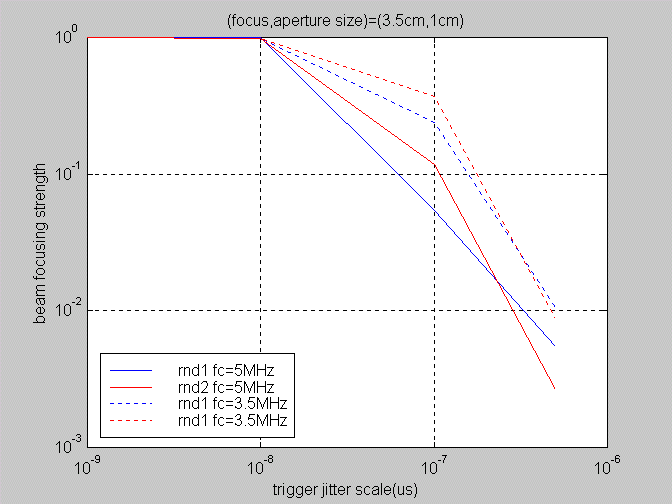 (focus,aperture size)=(3.5cm,1cm)
10^0
10^-1
10^-2
10^-3
beam focusing strength
rnd1 fc=5MHz
rnd2 fc=5MHz
rnd1 fc=3.5MHz
rnd1 fc=3.5MHz
10^-9
10^-8
10^-7
10^-6
trigger jitter scale(us)